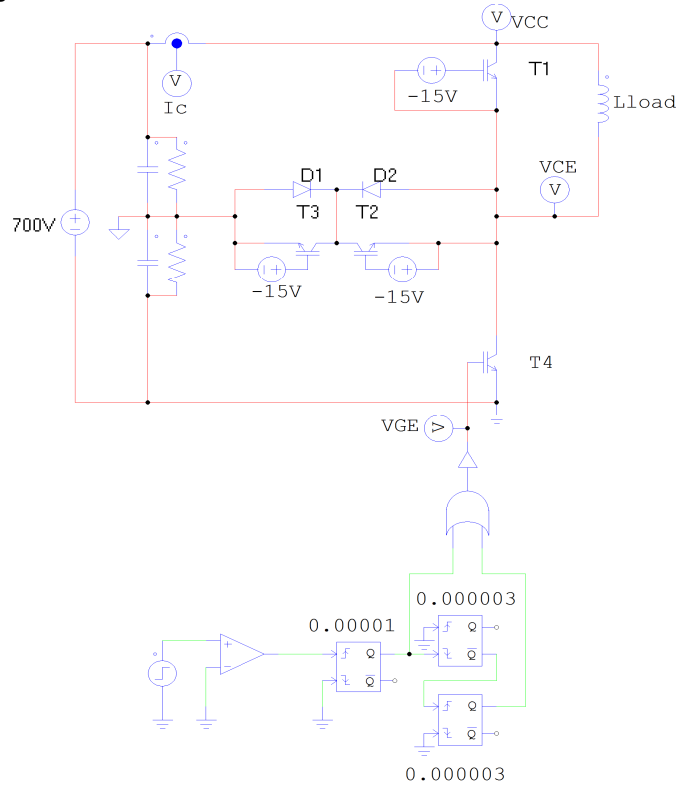 V VCC
T1
-15V
V
Ic
Lload
D1 D2
VCE
V
T3 T2
700V
-15V
-15V
T4
VGE V
0.000003
0.00001
Q
Q
Q
Q
Q
Q
0.000003